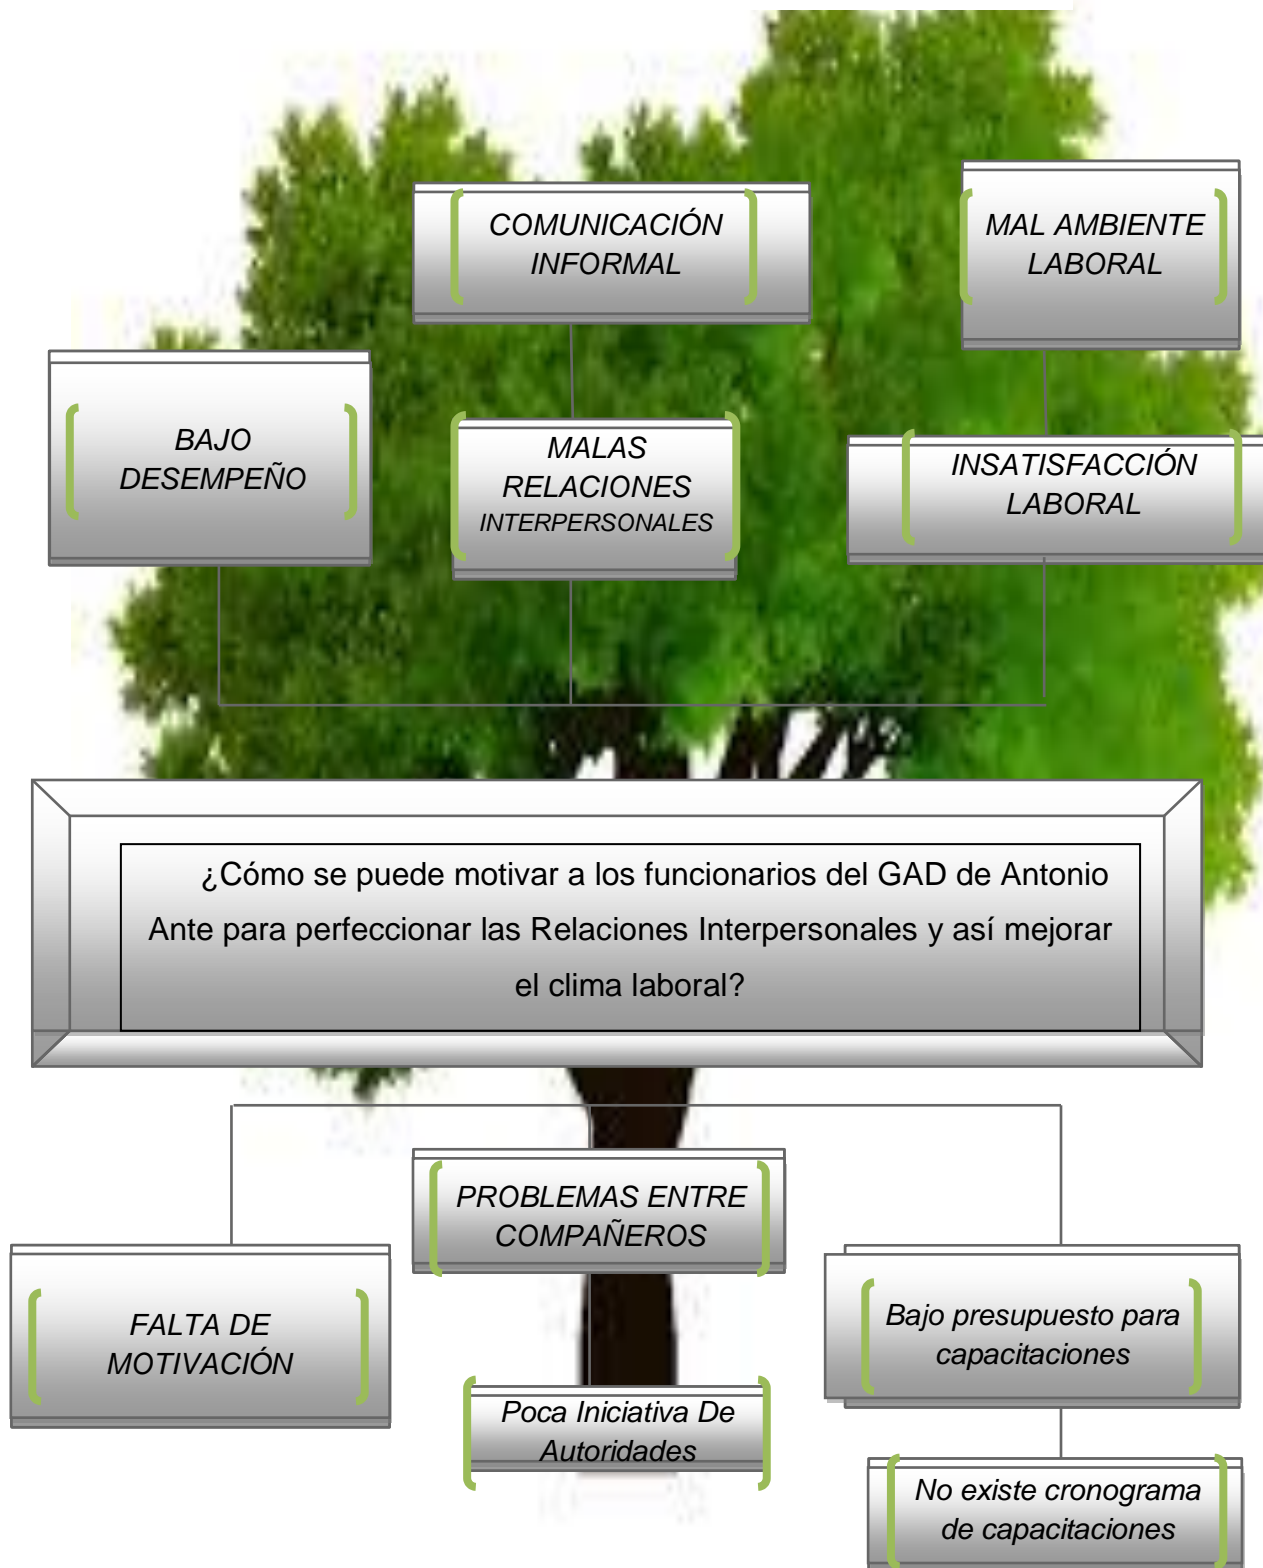 COMUNICACIÓN
INFORMAL
MAL AMBIENTE
LABORAL
BAJO
DESEMPEÑO
MALAS
RELACIONES
INTERPERSONALES
INSATISFACCIÓN
LABORAL
¿Cómo se puede motivar a los funcionarios del GAD de Antonio
Ante para perfeccionar las Relaciones Interpersonales y así mejorar
el clima laboral?
PROBLEMAS ENTRE
COMPAÑEROS
FALTA DE
MOTIVACIÓN
Bajo presupuesto para
capacitaciones
Poca Iniciativa De
Autoridades
No existe cronograma
de capacitaciones